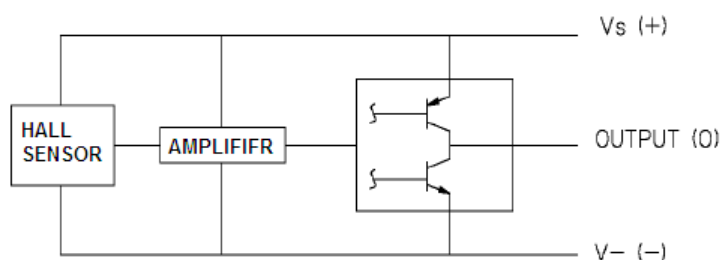 Vs (+)
HALL
SENSOR
AMPLIFIFR
OUTPUT (O)
V- (-)